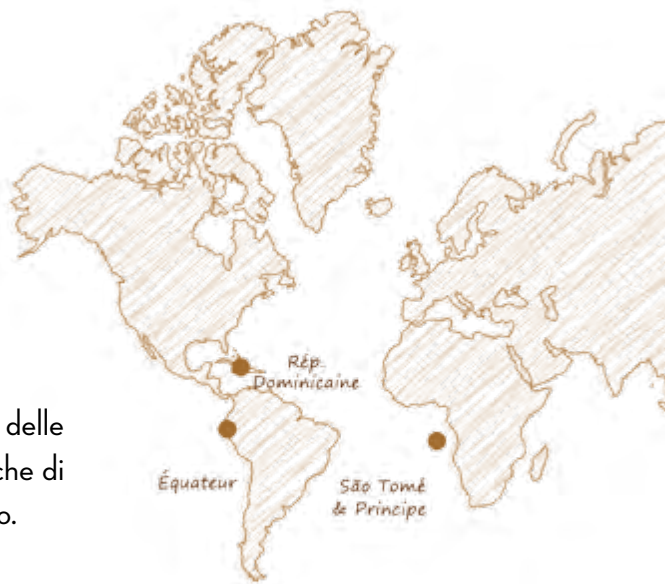 Rép.
Dominicaine
delle
che di
o.
Équateur
São Tomé
& Principe